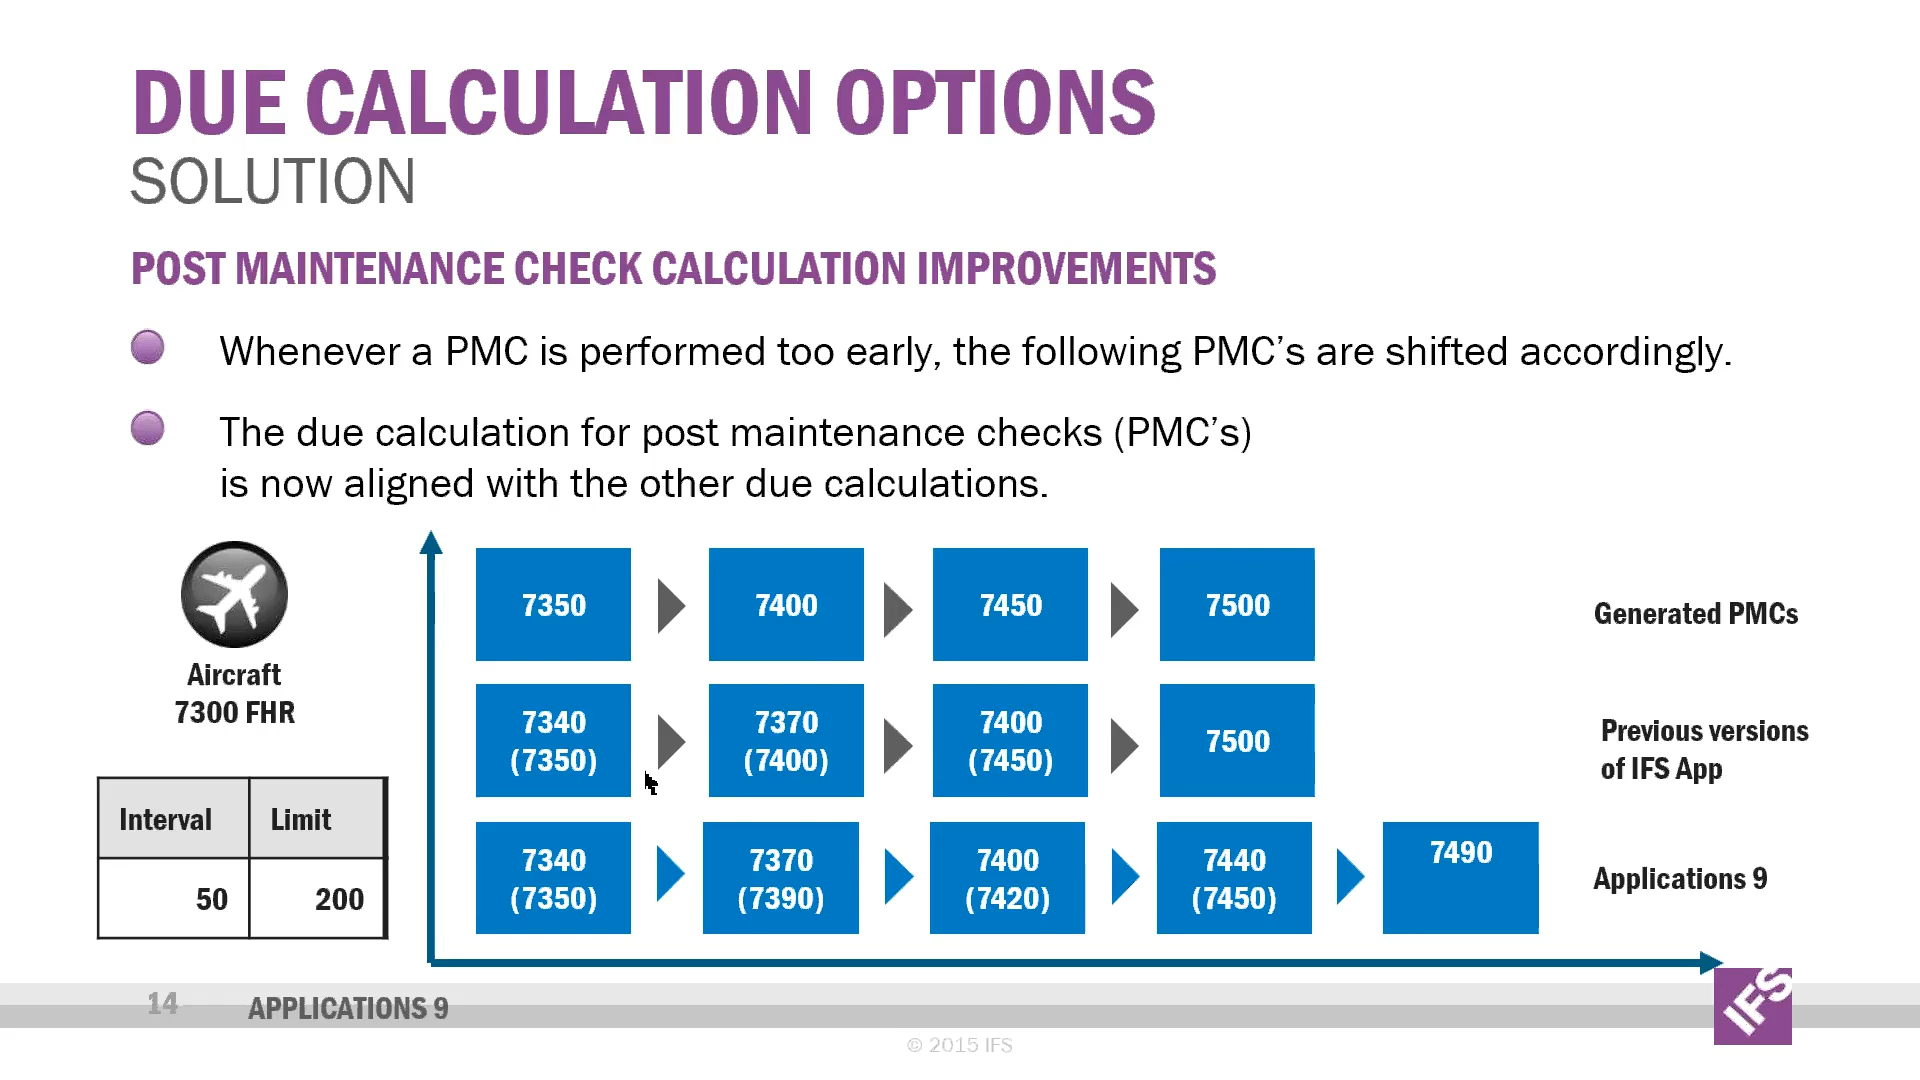 DUE CALCULATION OPTIONS
SOLUTION
POST MAINTENANCE CHECK CALCULATION IMPROVEMENTS
Whenever a PMC is performed too early, the following PMC's are shifted accordingly.
The due calculation for post maintenance checks (PMC's)
is now aligned with the other due calculations.
Aircraft
7300 FHR
Interval Limit
50 200
7350 7400 7450 7500
Generated PMCs
7340 7370 7400 7500
(7350) (7400) (7450)
Previous versions
of IFS App
7340 7370 7400 7440 7490
(7350) (7390) (7420) (7450)
Applications 9
14 APPLICATIONS 9
IFS
© 2015 IFS